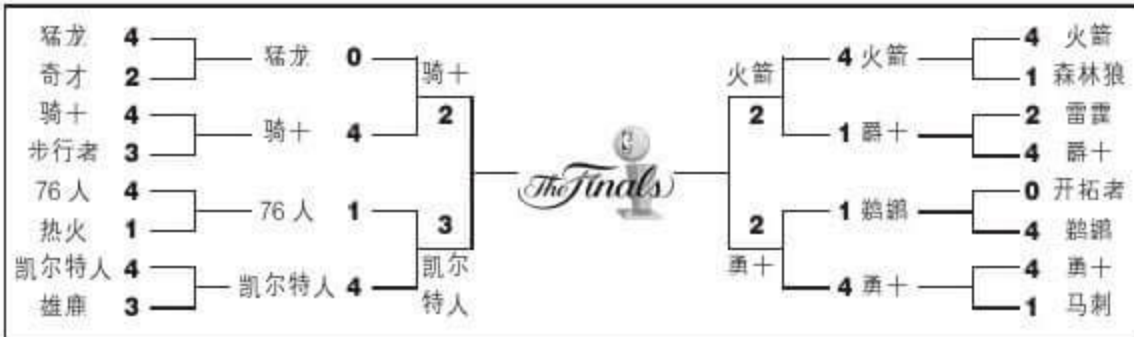 猛龙 4
奇才 2
骑士 4
步行者 3
76人 4
热火 1
凯尔特人 4
雄鹿 3
猛龙 0
骑士 4
76人 1
凯尔特人 4
骑士
2
3
凯尔
特人
The Finals
火箭
2
2
勇士
4 火箭
1 爵士
1 鹈鹕
4 勇士
4 火箭
1 森林狼
2 雷霆
4 爵士
0 开拓者
4 鹈鹕
4 勇士
1 马刺